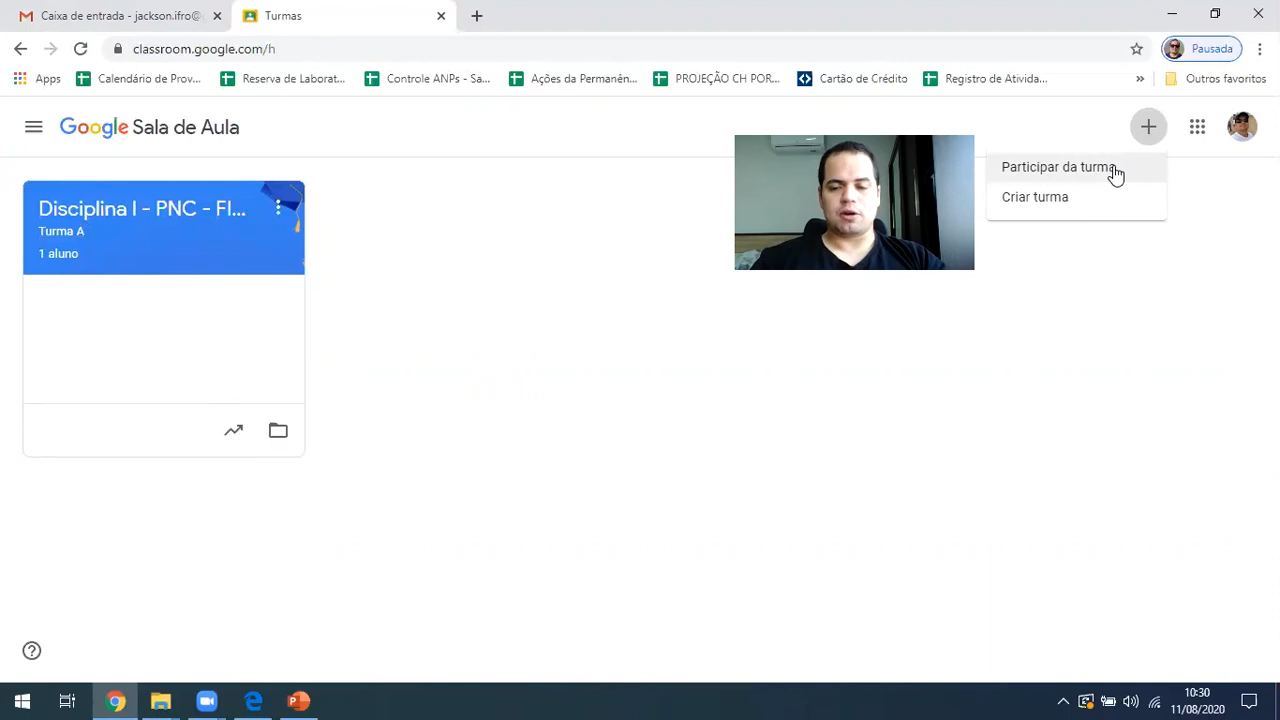 Caixa de entrada - jackson.ifro@
Turmas
classroom.google.com/h
Pausada
Apps
Calendário de Prov...
Reserva de Laborat...
Controle ANPs - Sa...
Ações da Permanên...
PROJEÇÃO CH POR...
Cartão de Crédito
Registro de Ativida...
»
Outros favoritos
Google Sala de Aula
Participar da turma
Criar turma
Disciplina I - PNC - FI...
Turma A
1 aluno
10:30
11/08/2020